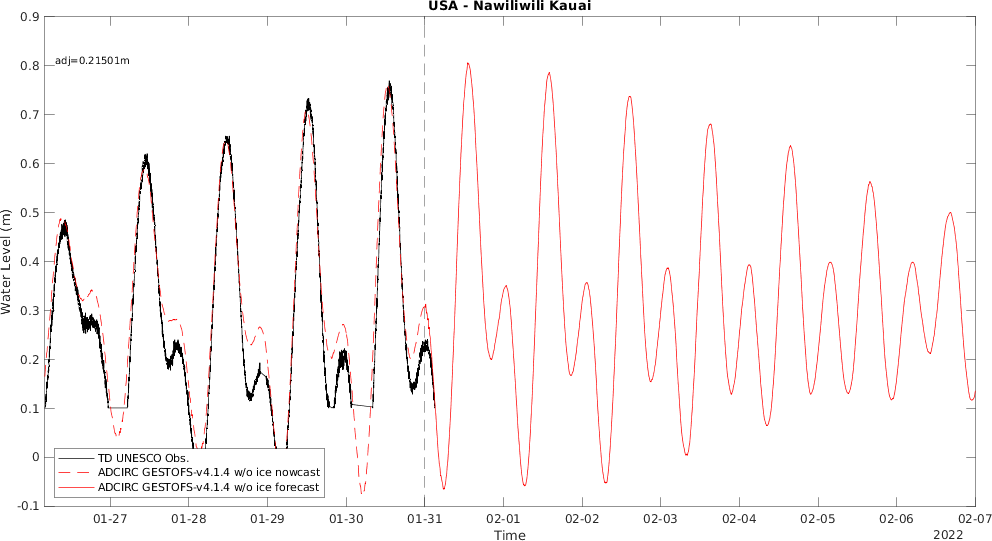 USA - Nawiliwili Kauai
0.9
0.8
adj=0.21501m
0.7
0.6
0.5
0.4
0.3
0.2
0.1
0
-0.1
Water Level (m)
TD UNESCO Obs.
ADCIRC GESTOFS-v4.1.4 w/o ice nowcast
ADCIRC GESTOFS-v4.1.4 w/o ice forecast
01-27 01-28 01-29 01-30 01-31 02-01 02-02 02-03 02-04 02-05 02-06 02-07
Time
2022